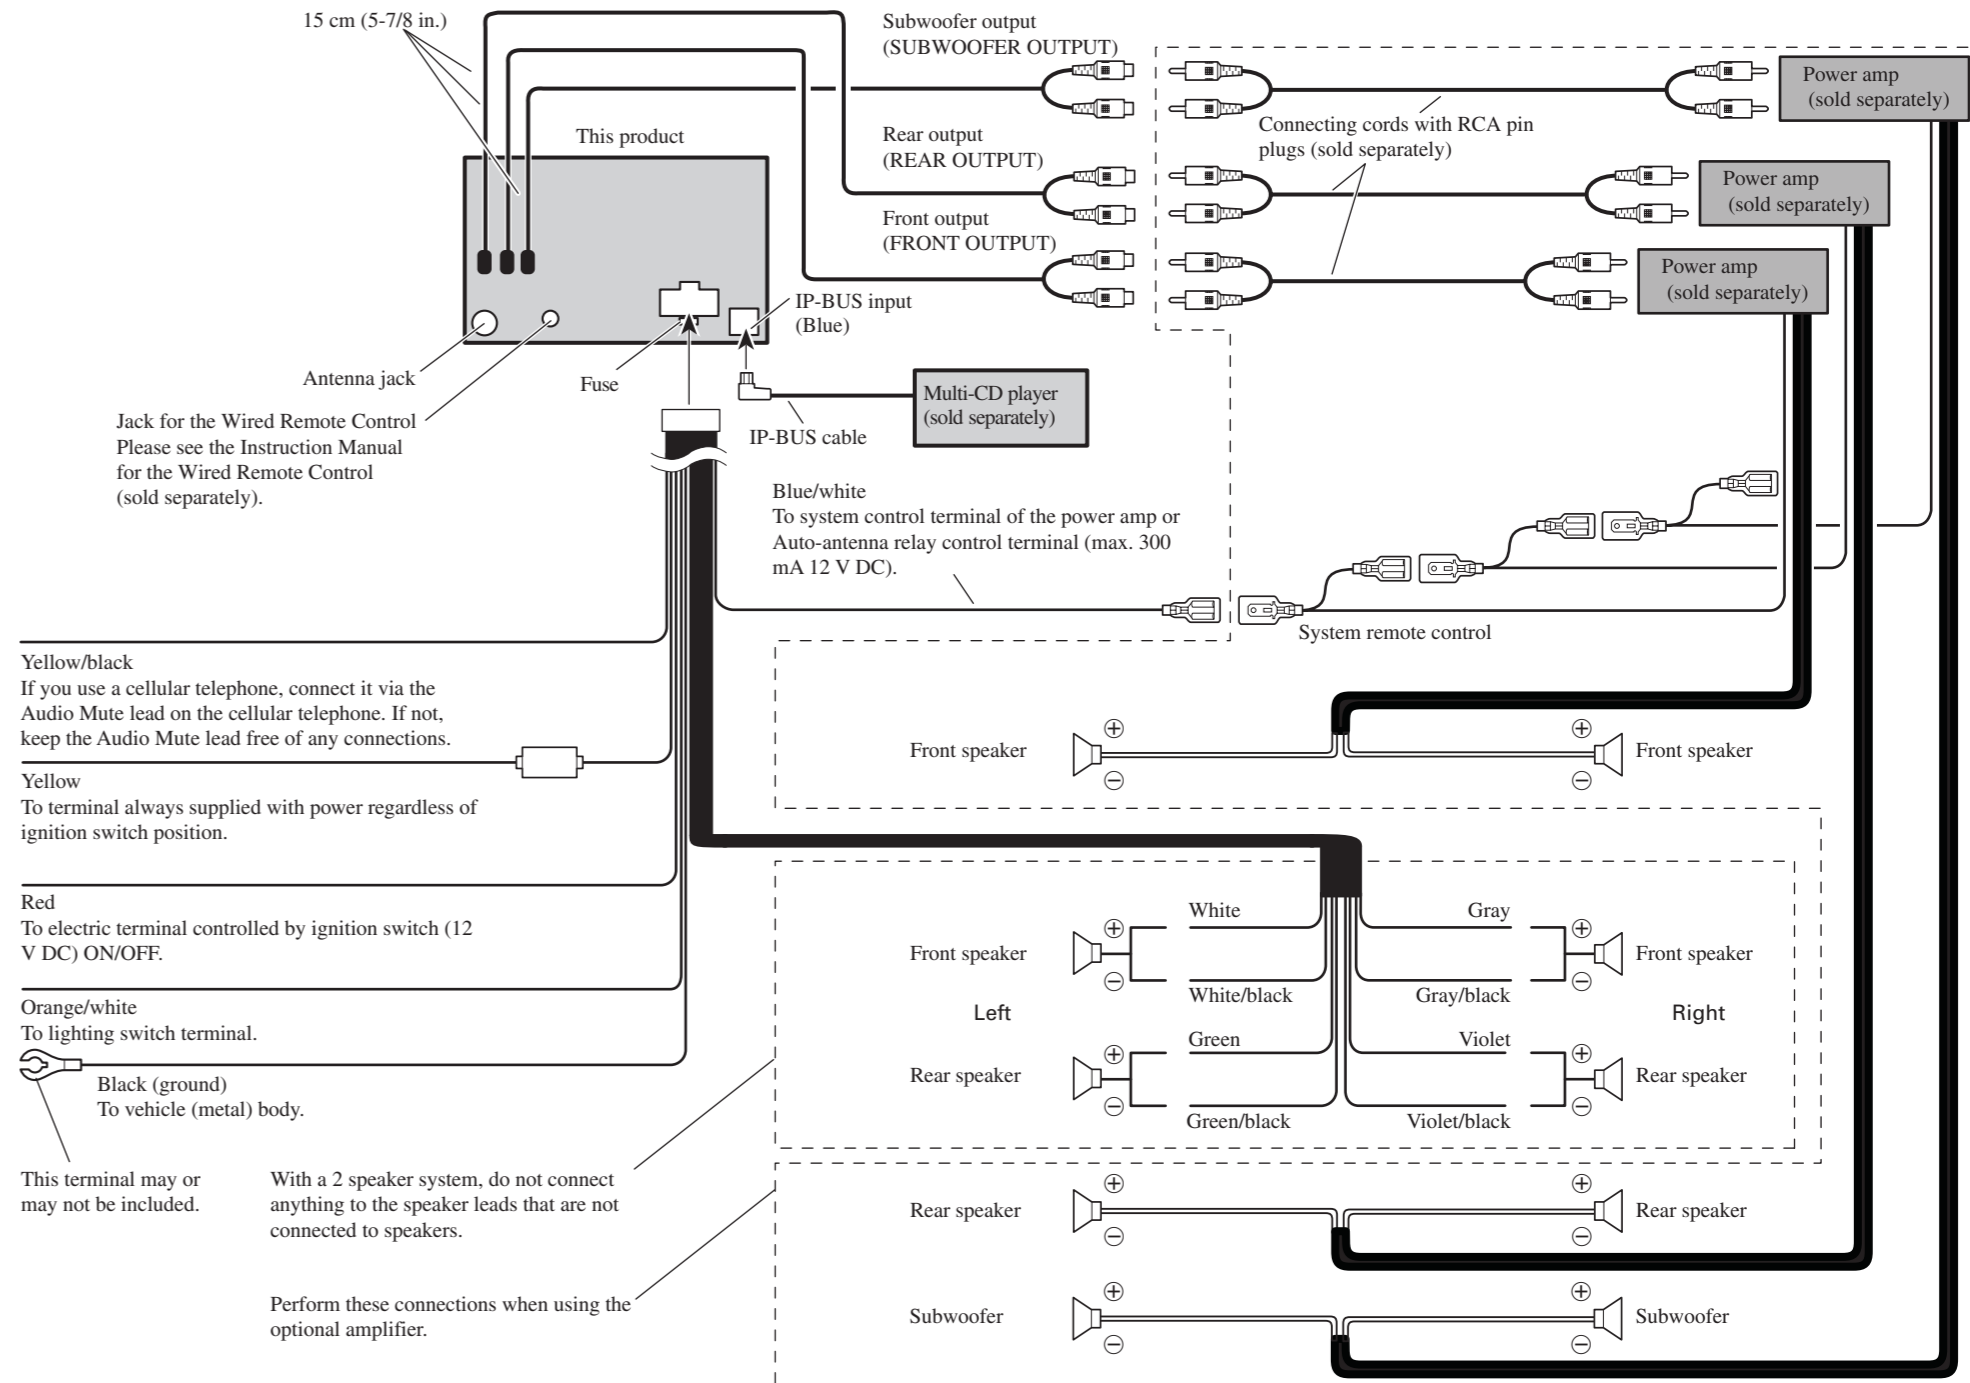 15 cm (5-7/8 in.)
Subwoofer output
(SUBWOOFER OUTPUT)
Power amp
(sold separately)
This product
Rear output
(REAR OUTPUT)
Connecting cords with RCA pin
plugs (sold separately)
Power amp
(sold separately)
Front output
(FRONT OUTPUT)
Power amp
(sold separately)
IP-BUS input
(Blue)
Antenna jack
Fuse
Multi-CD player
(sold separately)
IP-BUS cable
Jack for the Wired Remote Control
Please see the Instruction Manual
for the Wired Remote Control
(sold separately).
Blue/white
To system control terminal of the power amp or
Auto-antenna relay control terminal (max. 300
mA 12 V DC).
System remote control
Yellow/black
If you use a cellular telephone, connect it via the
Audio Mute lead on the cellular telephone. If not,
keep the Audio Mute lead free of any connections.
Front speaker
+
−
+
−
Front speaker
Yellow
To terminal always supplied with power regardless of
ignition switch position.
Red
To electric terminal controlled by ignition switch (12
V DC) ON/OFF.
White
Gray
Front speaker
+
−
+
−
Front speaker
White/black
Gray/black
Left
Right
Orange/white
To lighting switch terminal.
Green
Violet
Rear speaker
+
−
+
−
Rear speaker
Green/black
Violet/black
Black (ground)
To vehicle (metal) body.
This terminal may or
may not be included.
With a 2 speaker system, do not connect
anything to the speaker leads that are not
connected to speakers.
Rear speaker
+
−
+
−
Rear speaker
Perform these connections when using the
optional amplifier.
Subwoofer
+
−
+
−
Subwoofer